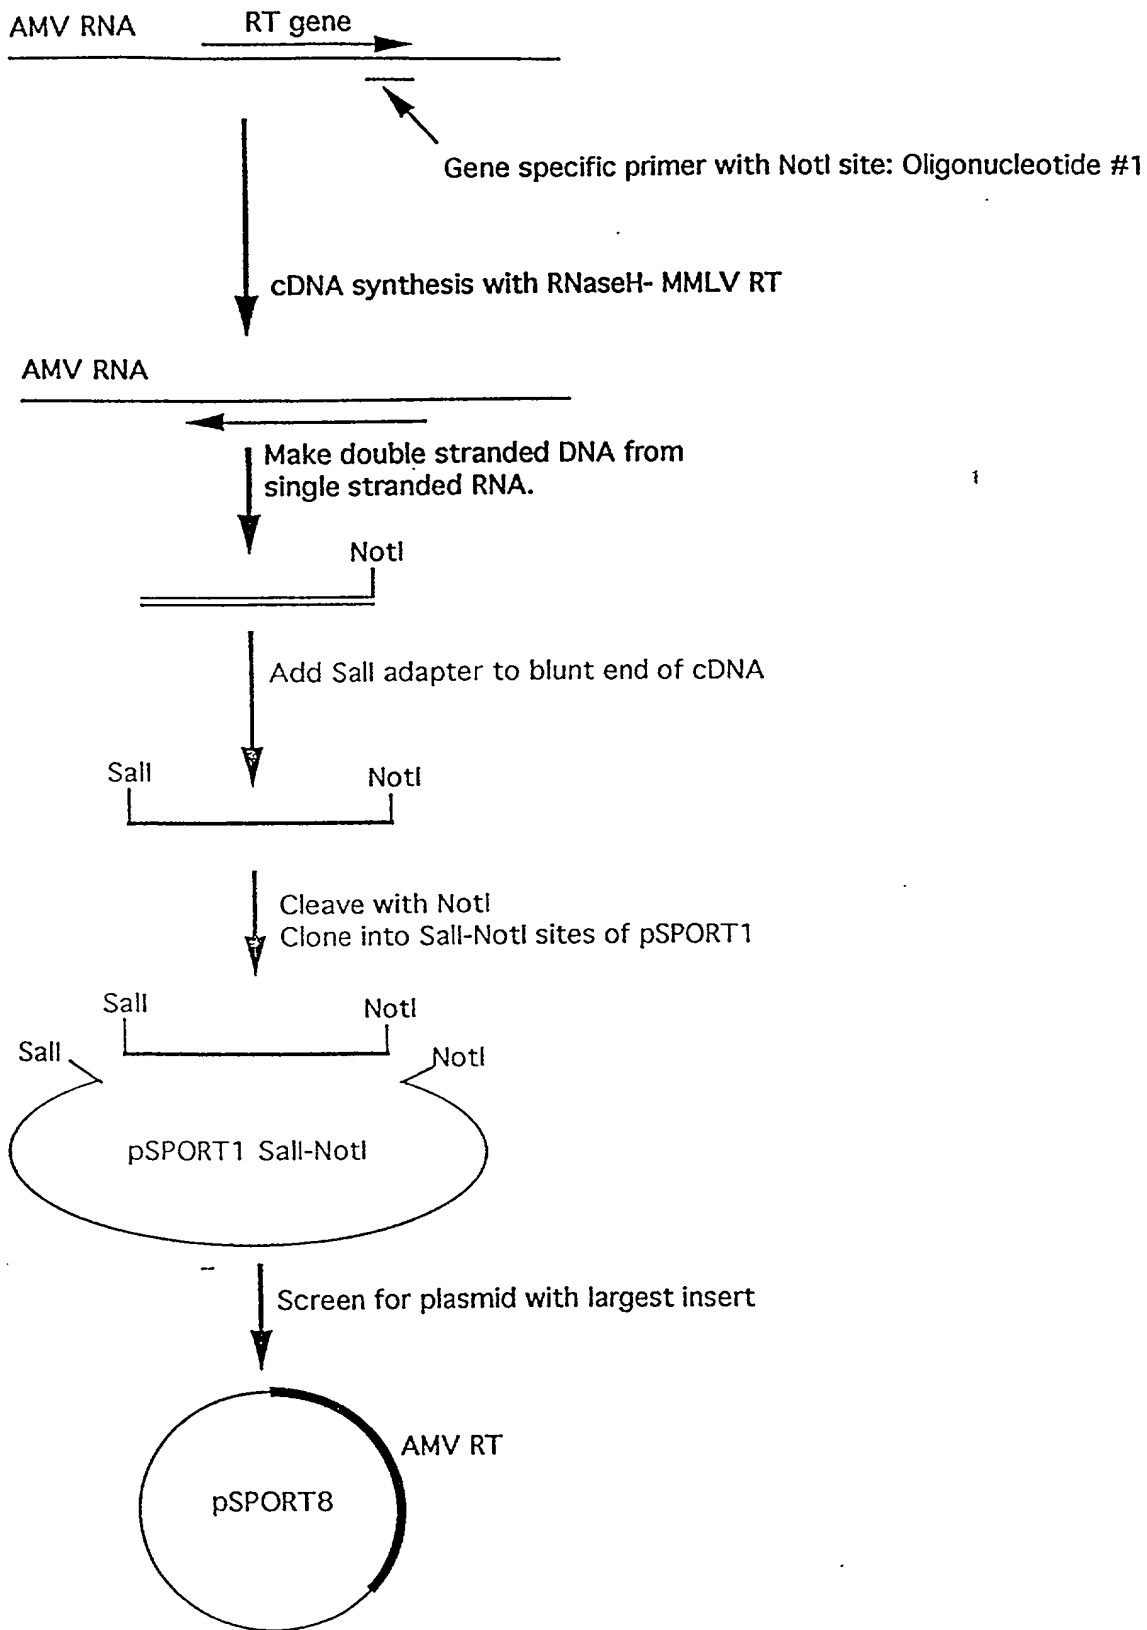 AMV RNA
RT gene
Gene specific primer with NotI site: Oligonucleotide #1
cDNA synthesis with RNaseH- MMLV RT
AMV RNA
Make double stranded DNA from
single stranded RNA.
NotI
Add SalI adapter to blunt end of cDNA
SalI
NotI
Cleave with NotI
Clone into SalI-NotI sites of pSPORT1
SalI
NotI
SalI
NotI
pSPORT1 SalI-NotI
Screen for plasmid with largest insert
AMV RT
pSPORT8